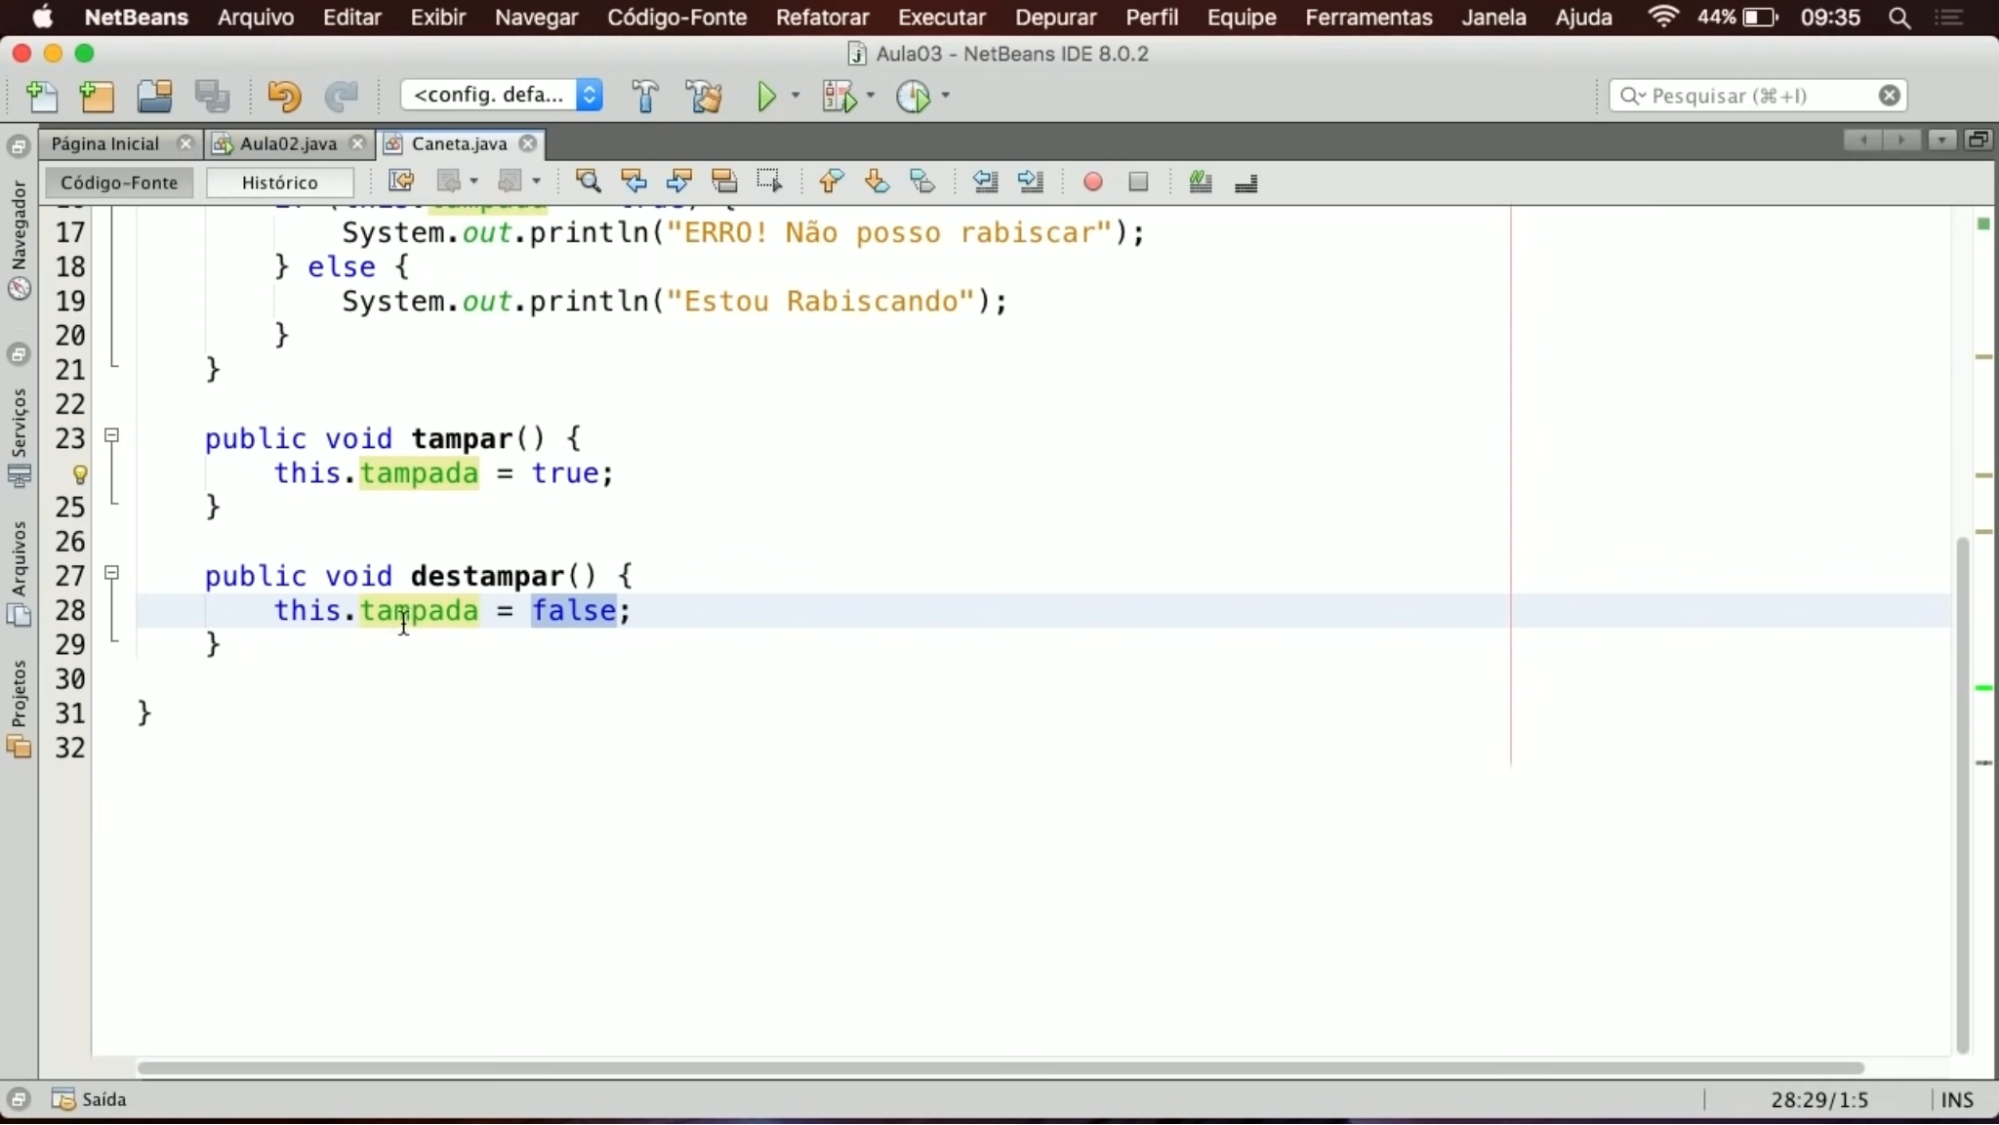 NetBeans Arquivo Editar Exibir Navegar Código-Fonte Refatorar Executar Depurar Perfil Equipe Ferramentas Janela Ajuda 44% 09:35
Aula03 - NetBeans IDE 8.0.2
<config. defa... Pesquisar (⌘+I)
Página Inicial Aula02.java Caneta.java
Código-Fonte Histórico
Navegador
Serviços
Arquivos
Projetos
17 System.out.println("ERRO! Não posso rabiscar");
18 } else {
19 System.out.println("Estou Rabiscando");
20 }
21 }
22
23 public void tampar() {
this.tampada = true;
25 }
26
27 public void destampar() {
28 this.tampada = false;
29 }
30
31 }
32
Saída 28:29/1:5 INS